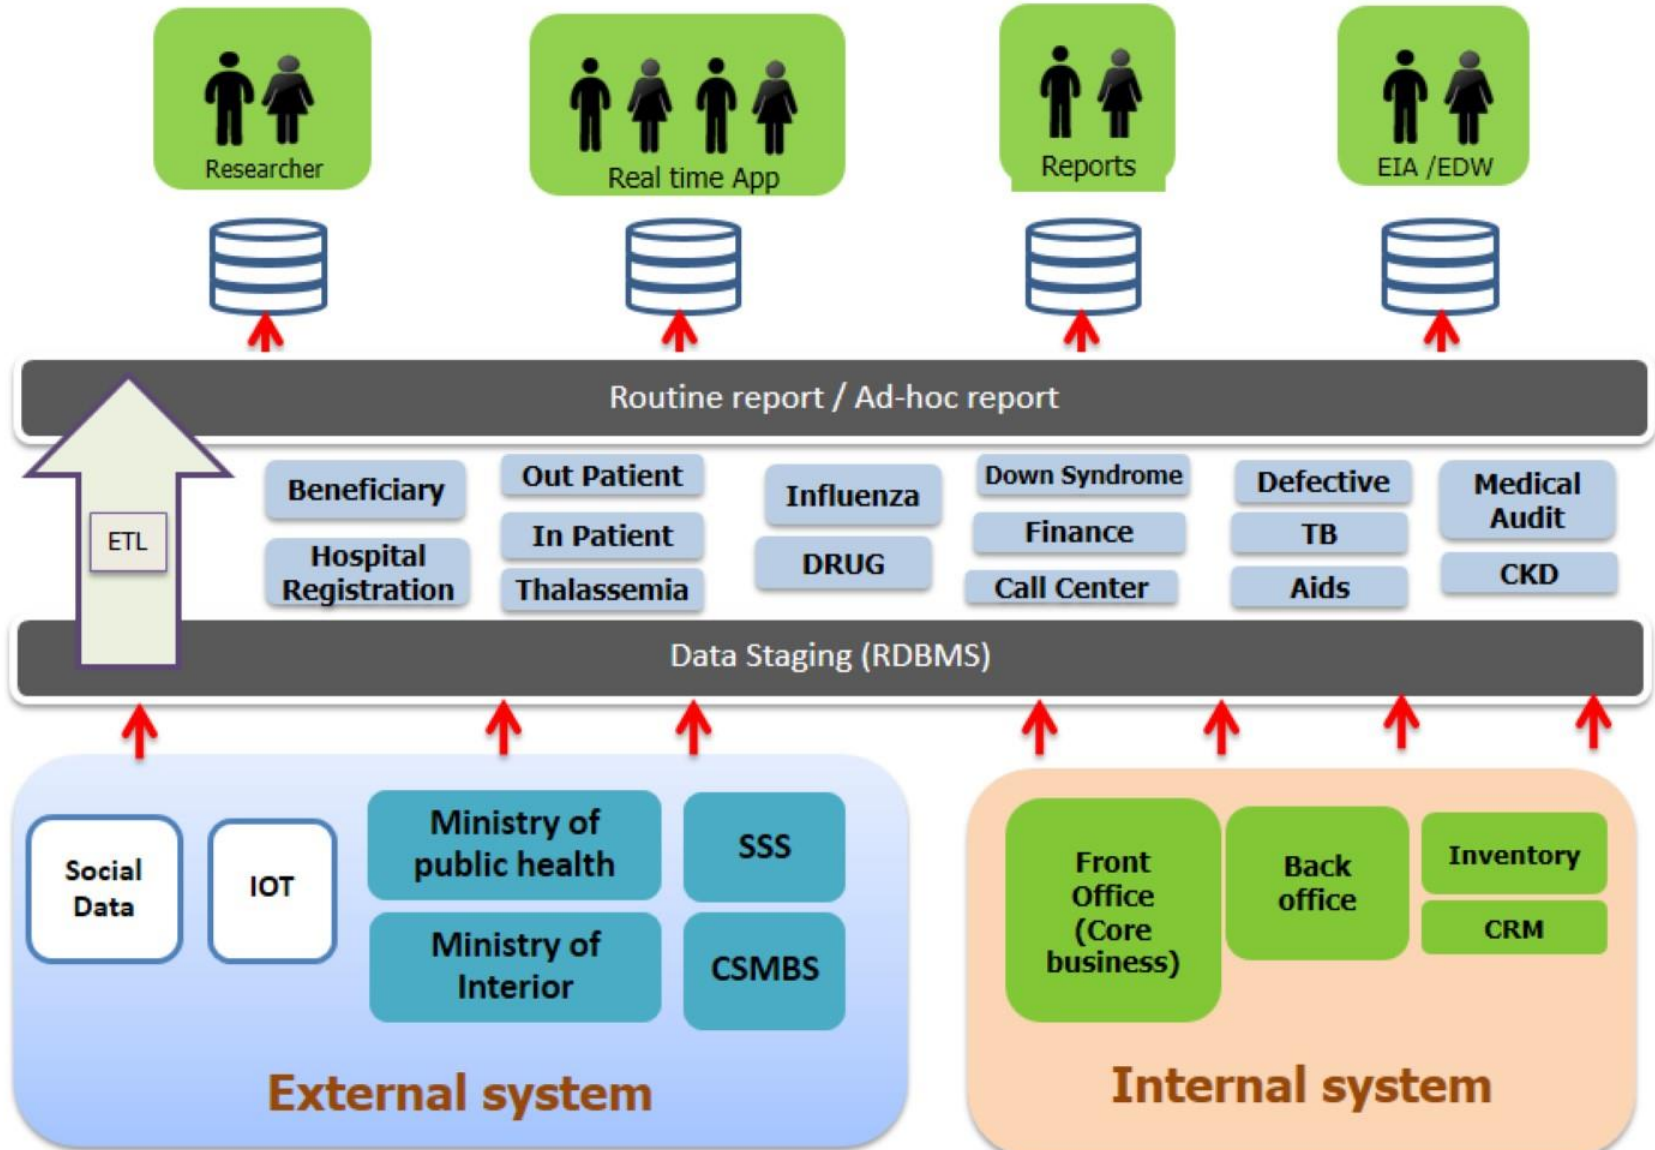 Researcher
Real time App
Reports
EIA /EDW
Routine report / Ad-hoc report
ETL
Beneficiary
Hospital
Registration
Out Patient
In Patient
Thalassemia
Influenza
DRUG
Down Syndrome
Finance
Call Center
Defective
TB
Aids
Medical
Audit
CKD
Data Staging (RDBMS)
Social
Data
IOT
Ministry of
public health
Ministry of
Interior
SSS
CSMBS
External system
Front
Office
(Core
business)
Back
office
Inventory
CRM
Internal system